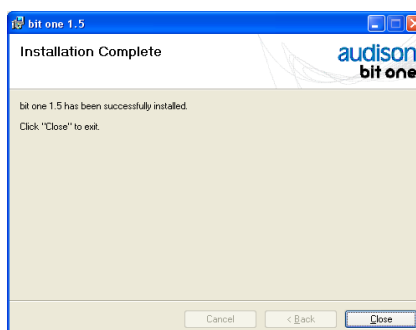 bit one 1.5
Installation Complete
audison
bit one
bit one 1.5 has been successfully installed.
Click "Close" to exit.
Cancel
< Back
Close